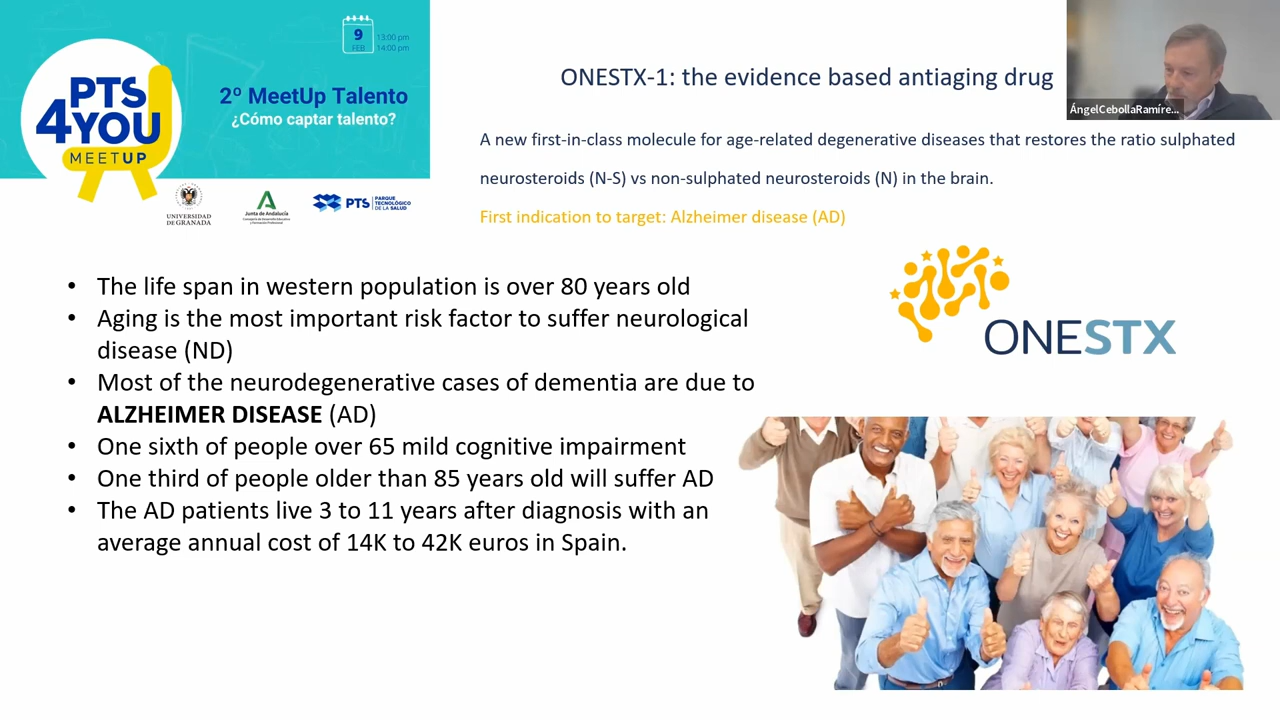 9
FEB
13:00 pm
14:00 pm
PTS
4YOU
MEETUP
2º MeetUp Talento
¿Cómo captar talento?
UNIVERSIDAD
DE GRANADA
Junta de Andalucía
PTS
PARQUE
TECNOLÓGICO
DE LA SALUD
ONESTX-1: the evidence based antiaging drug
ÁngelCebollaRamíre...
A new first-in-class molecule for age-related degenerative diseases that restores the ratio sulphated
neurosteroids (N-S) vs non-sulphated neurosteroids (N) in the brain.
First indication to target: Alzheimer disease (AD)
ONESTX
• The life span in western population is over 80 years old
• Aging is the most important risk factor to suffer neurological
disease (ND)
• Most of the neurodegenerative cases of dementia are due to
ALZHEIMER DISEASE (AD)
• One sixth of people over 65 mild cognitive impairment
• One third of people older than 85 years old will suffer AD
• The AD patients live 3 to 11 years after diagnosis with an
average annual cost of 14K to 42K euros in Spain.